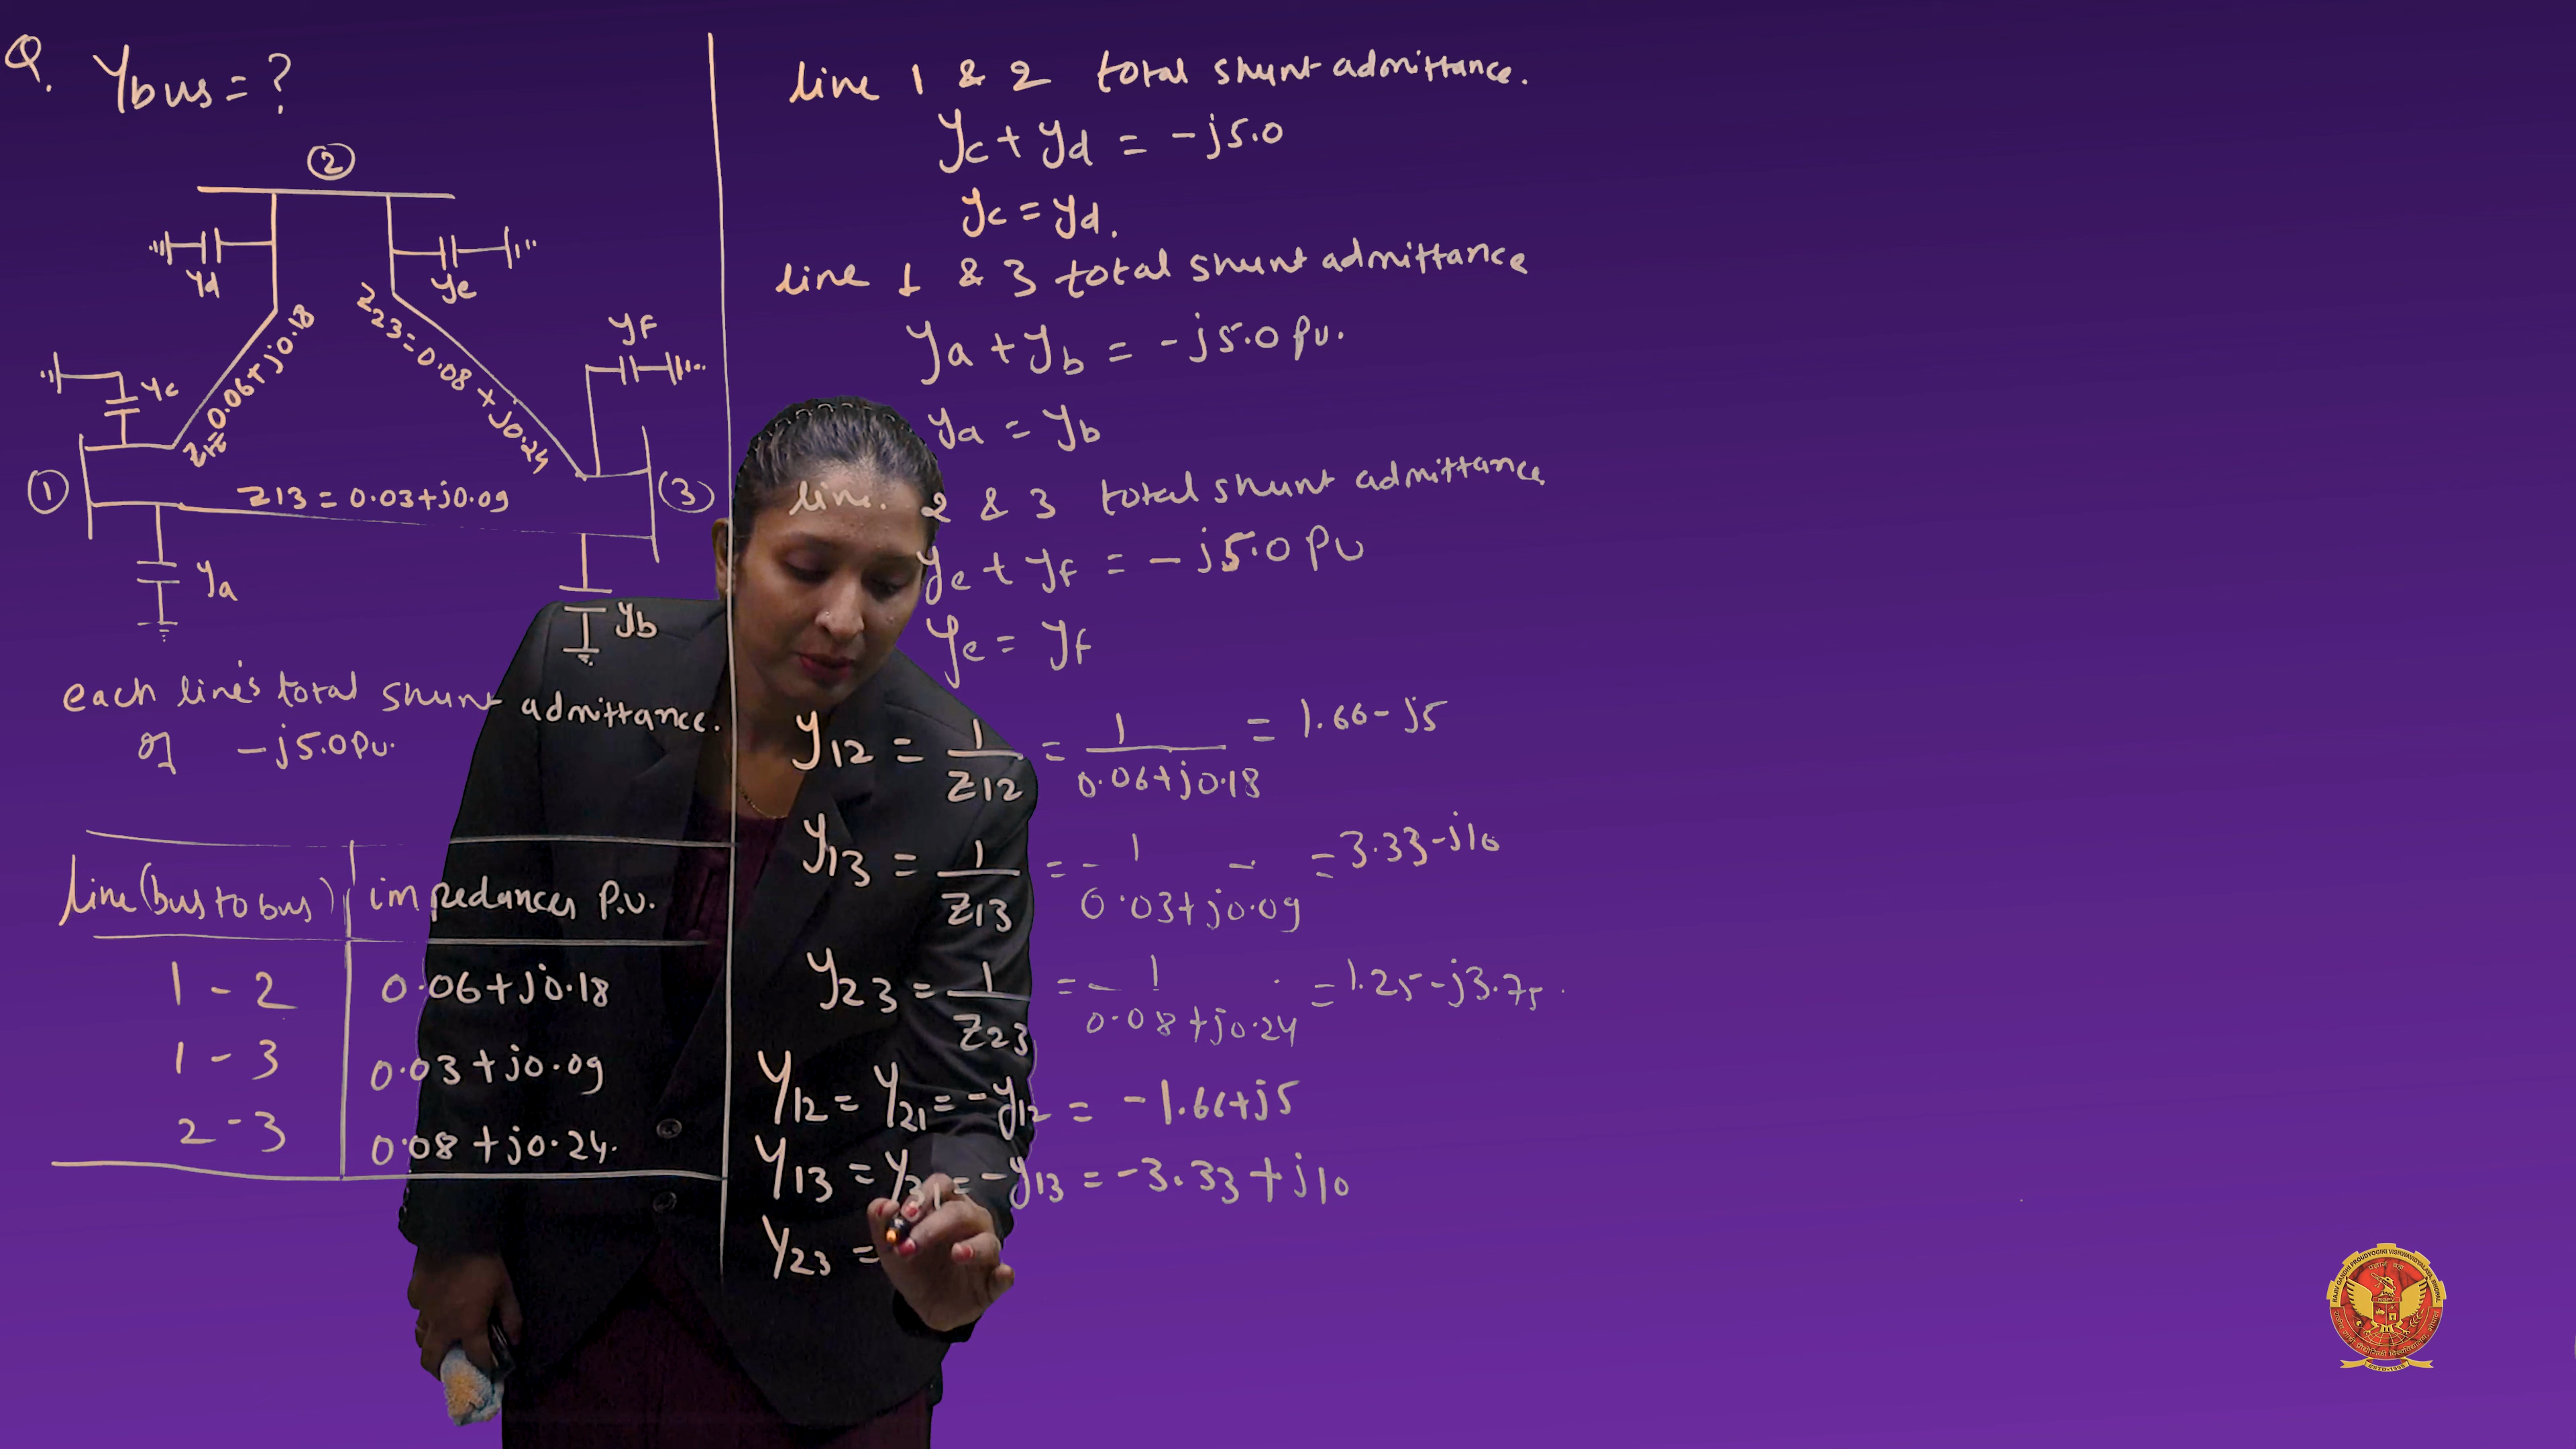 Q. Ybus = ?
②
yd
ye
Z12=0.06+j0.18
Z23=0.08+j0.24
yF
yc
①
Z13=0.03+j0.09
③
ya
yb
each line's total shunt admittance.
of -j5.0pu.
line (bus to bus) impedances P.U.
1 - 2 0.06+j0.18
1 - 3 0.03+j0.09
2 - 3 0.08+j0.24.
line 1 & 2 total shunt admittance.
yc + yd = -j5.0
yc = yd.
line 1 & 3 total shunt admittance
ya + yb = -j5.0 pu.
ya = yb
line. 2 & 3 total shunt admittance
ye + yf = -j5.0 PU
ye = yf
y12 = 1/Z12 = 1/0.06+j0.18 = 1.66-j5
y13 = 1/Z13 = 1/0.03+j0.09 = 3.33-j10
y23 = 1/Z23 = 1/0.08+j0.24 = 1.25-j3.75.
Y12 = Y21 = -y12 = -1.66+j5
Y13 = Y31 = -y13 = -3.33+j10
Y23 =